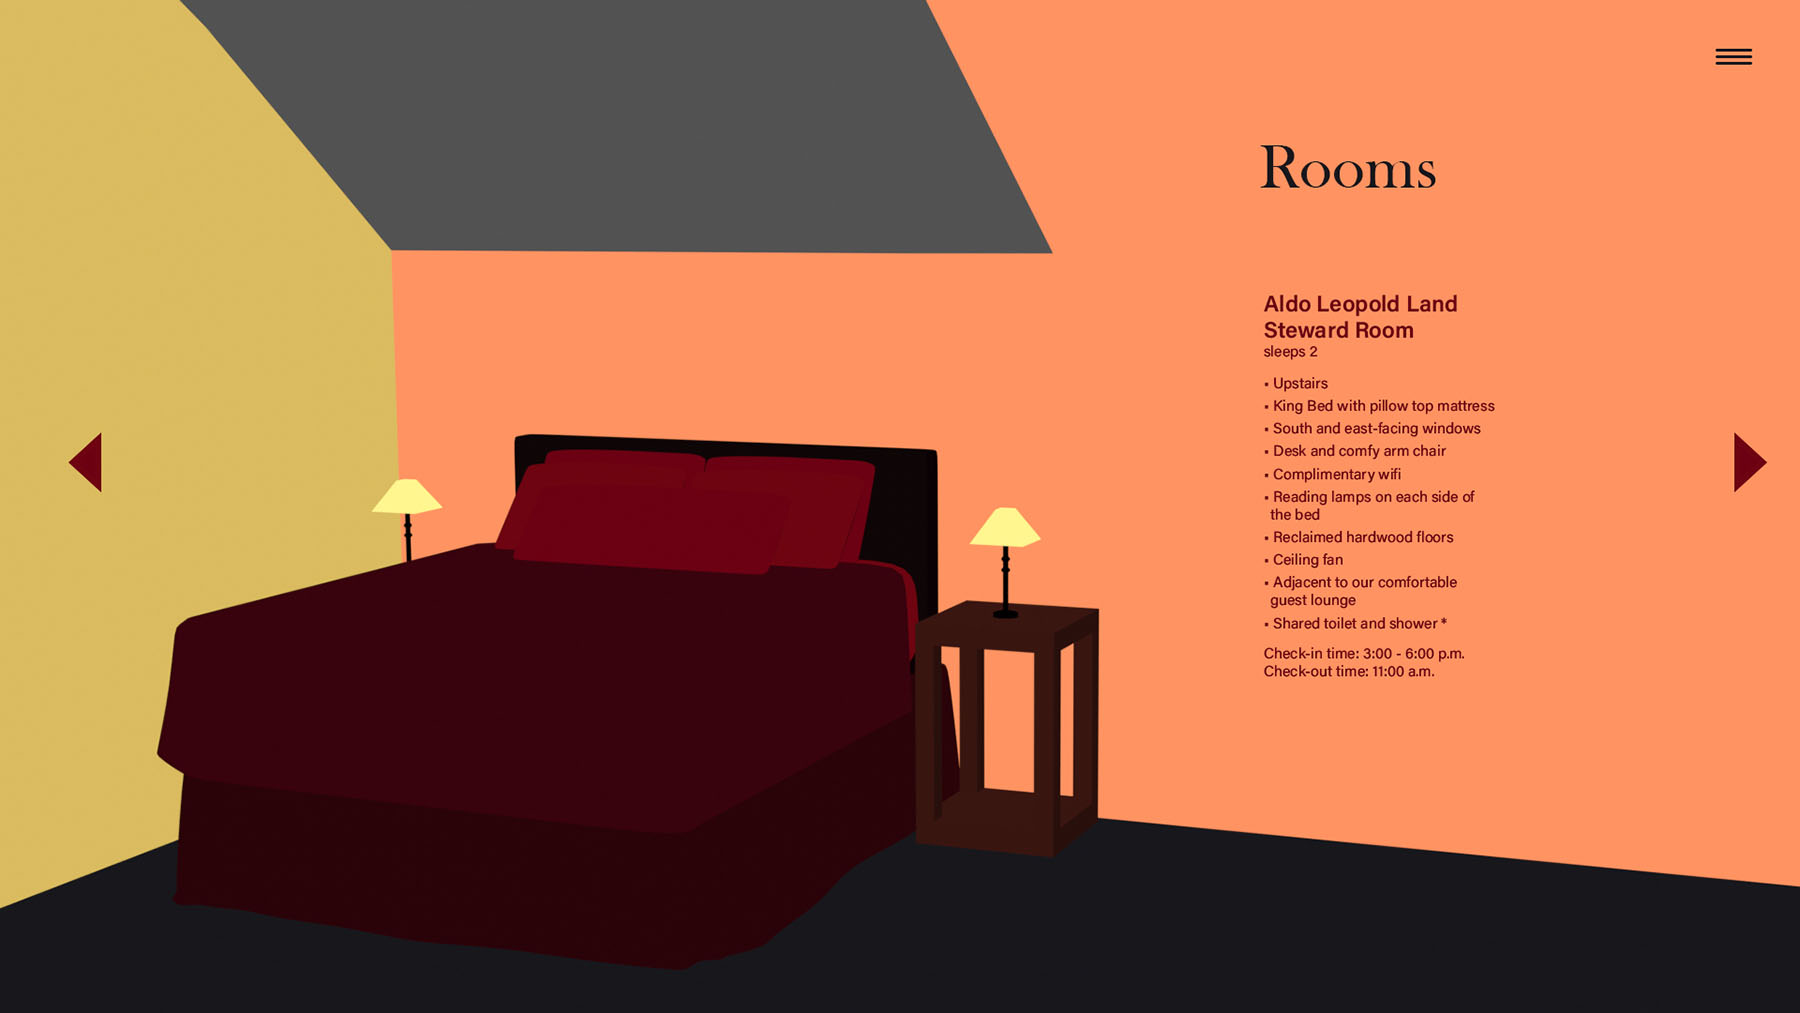 Rooms
Aldo Leopold Land
Steward Room
sleeps 2
▪ Upstairs
▪ King Bed with pillow top mattress
▪ South and east-facing windows
▪ Desk and comfy arm chair
▪ Complimentary wifi
▪ Reading lamps on each side of
the bed
▪ Reclaimed hardwood floors
▪ Ceiling fan
▪ Adjacent to our comfortable
guest lounge
▪ Shared toilet and shower *
Check-in time: 3:00 - 6:00 p.m.
Check-out time: 11:00 a.m.